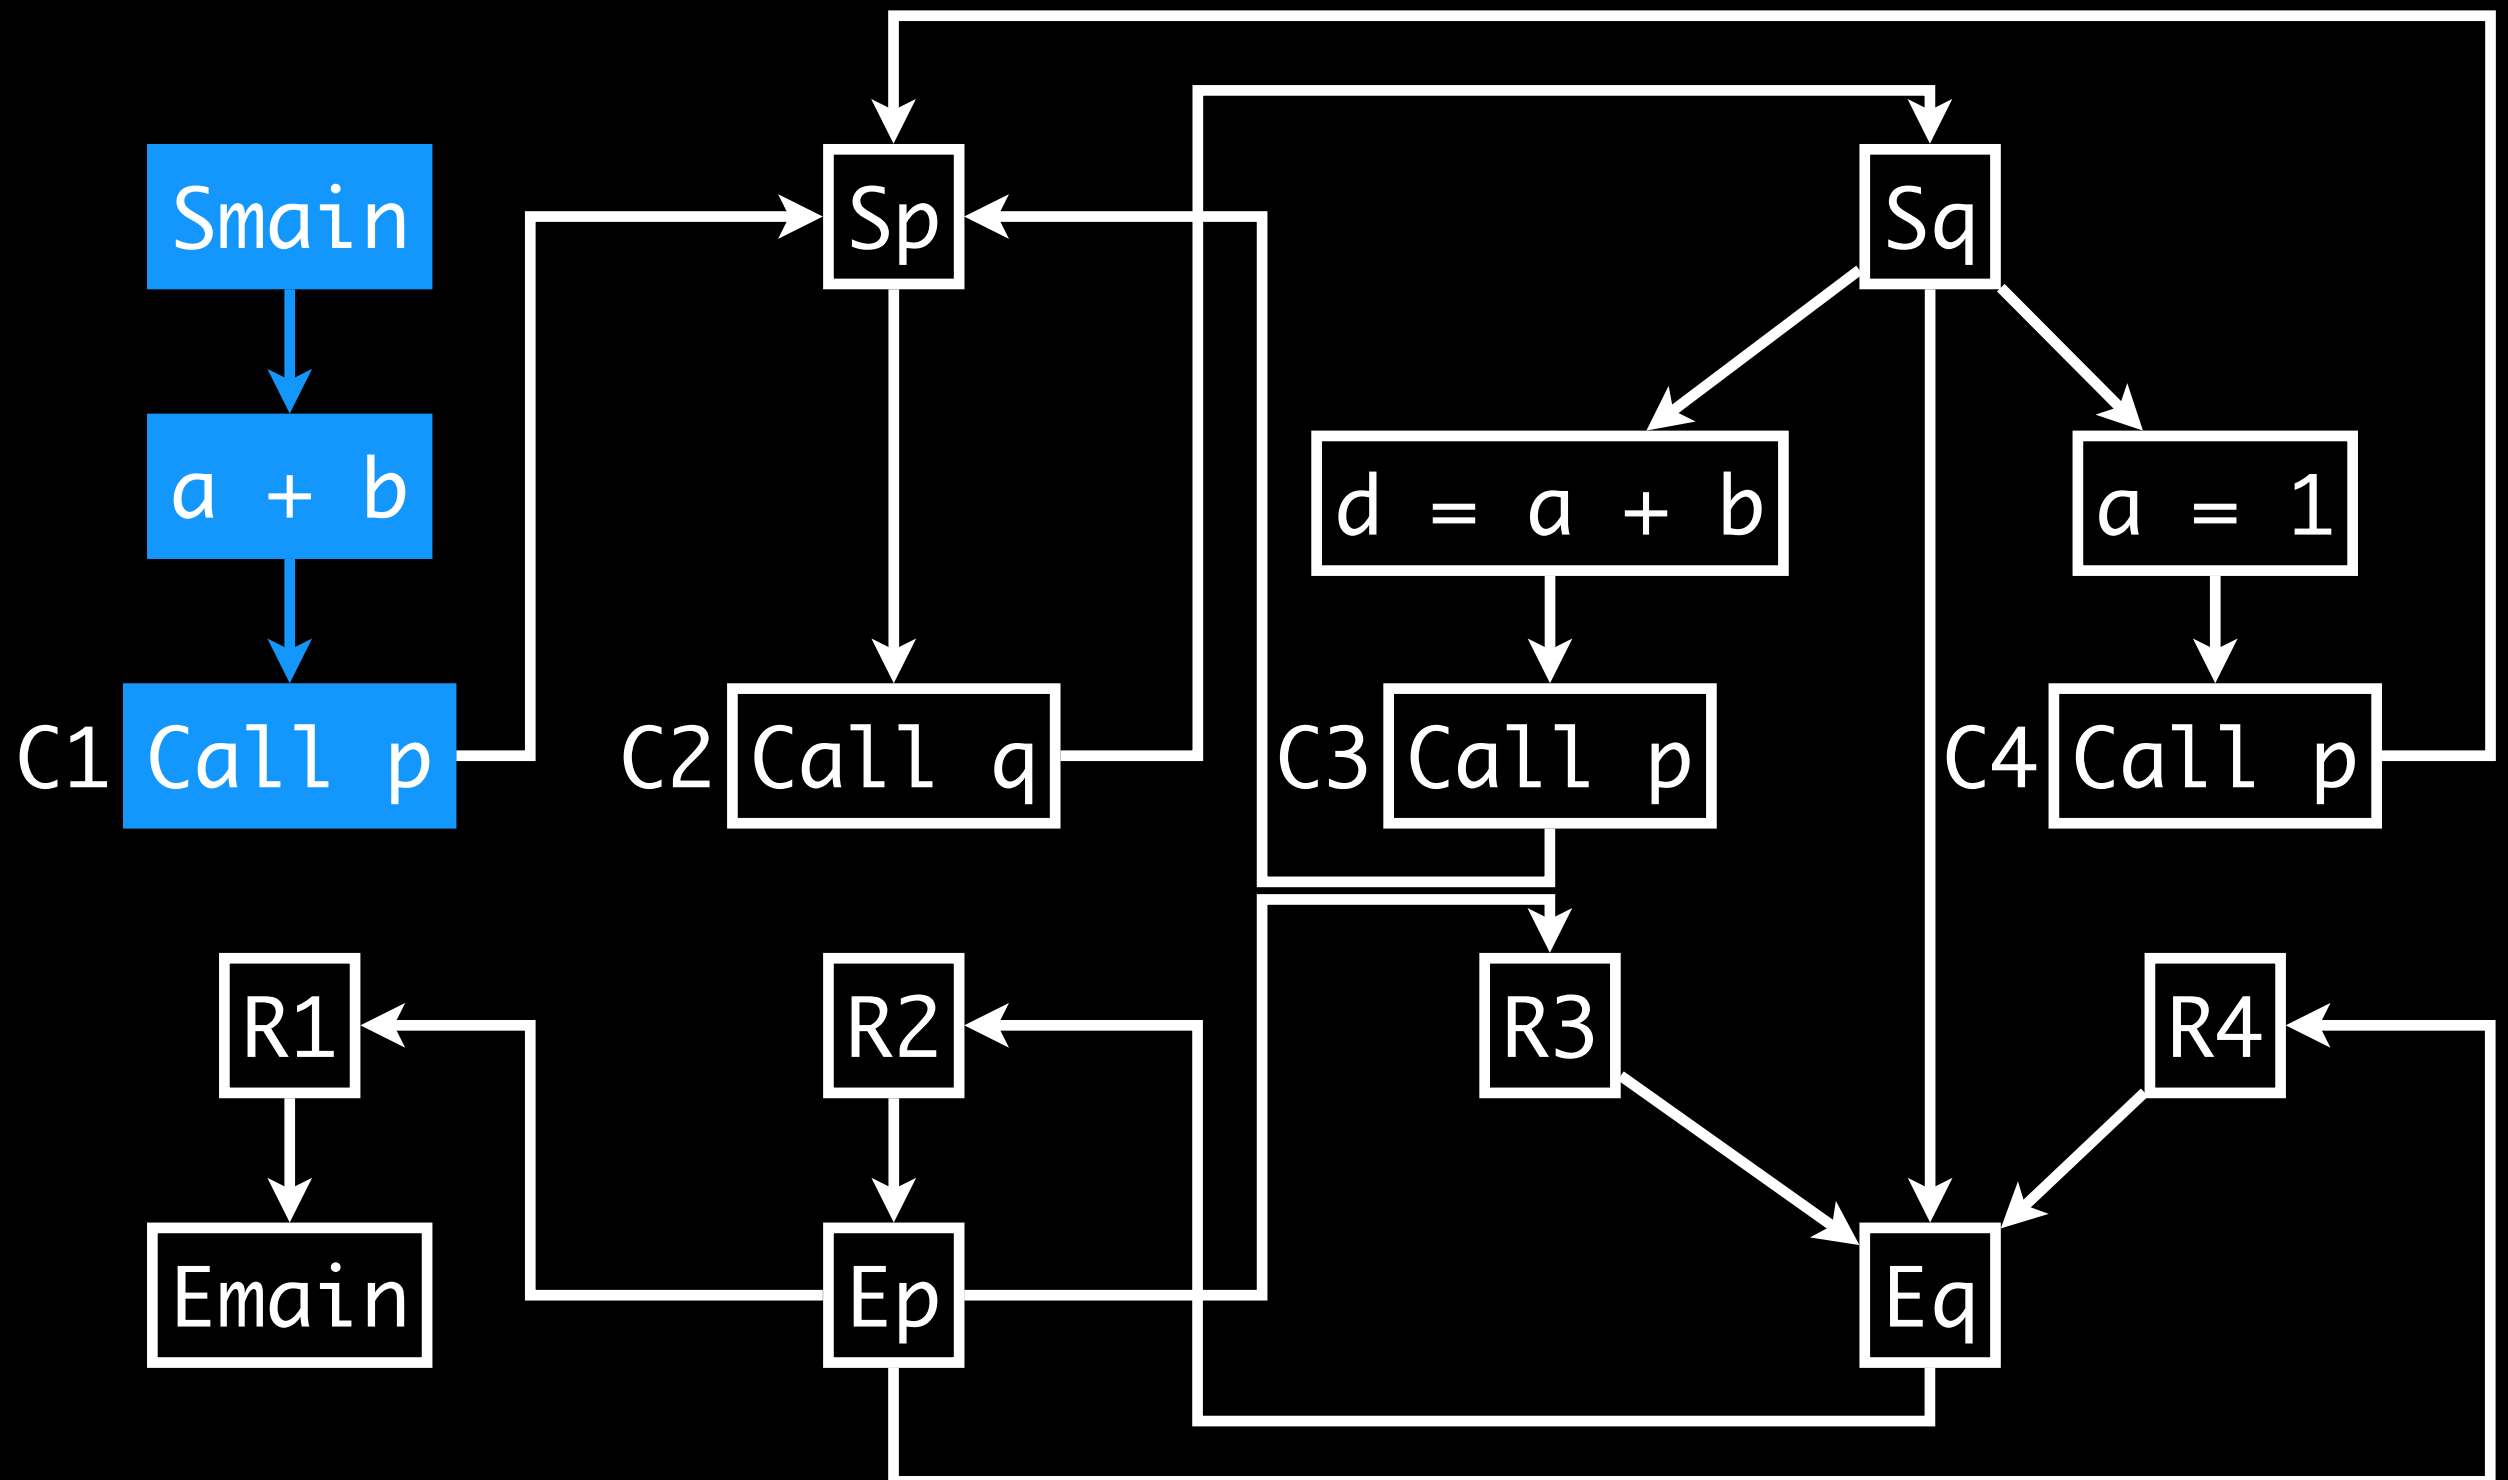 Smain
Sp
Sq
a + b
d = a + b
a = 1
C1 Call p
C2 Call q
C3 Call p
C4 Call p
R1
R2
R3
R4
Emain
Ep
Eq